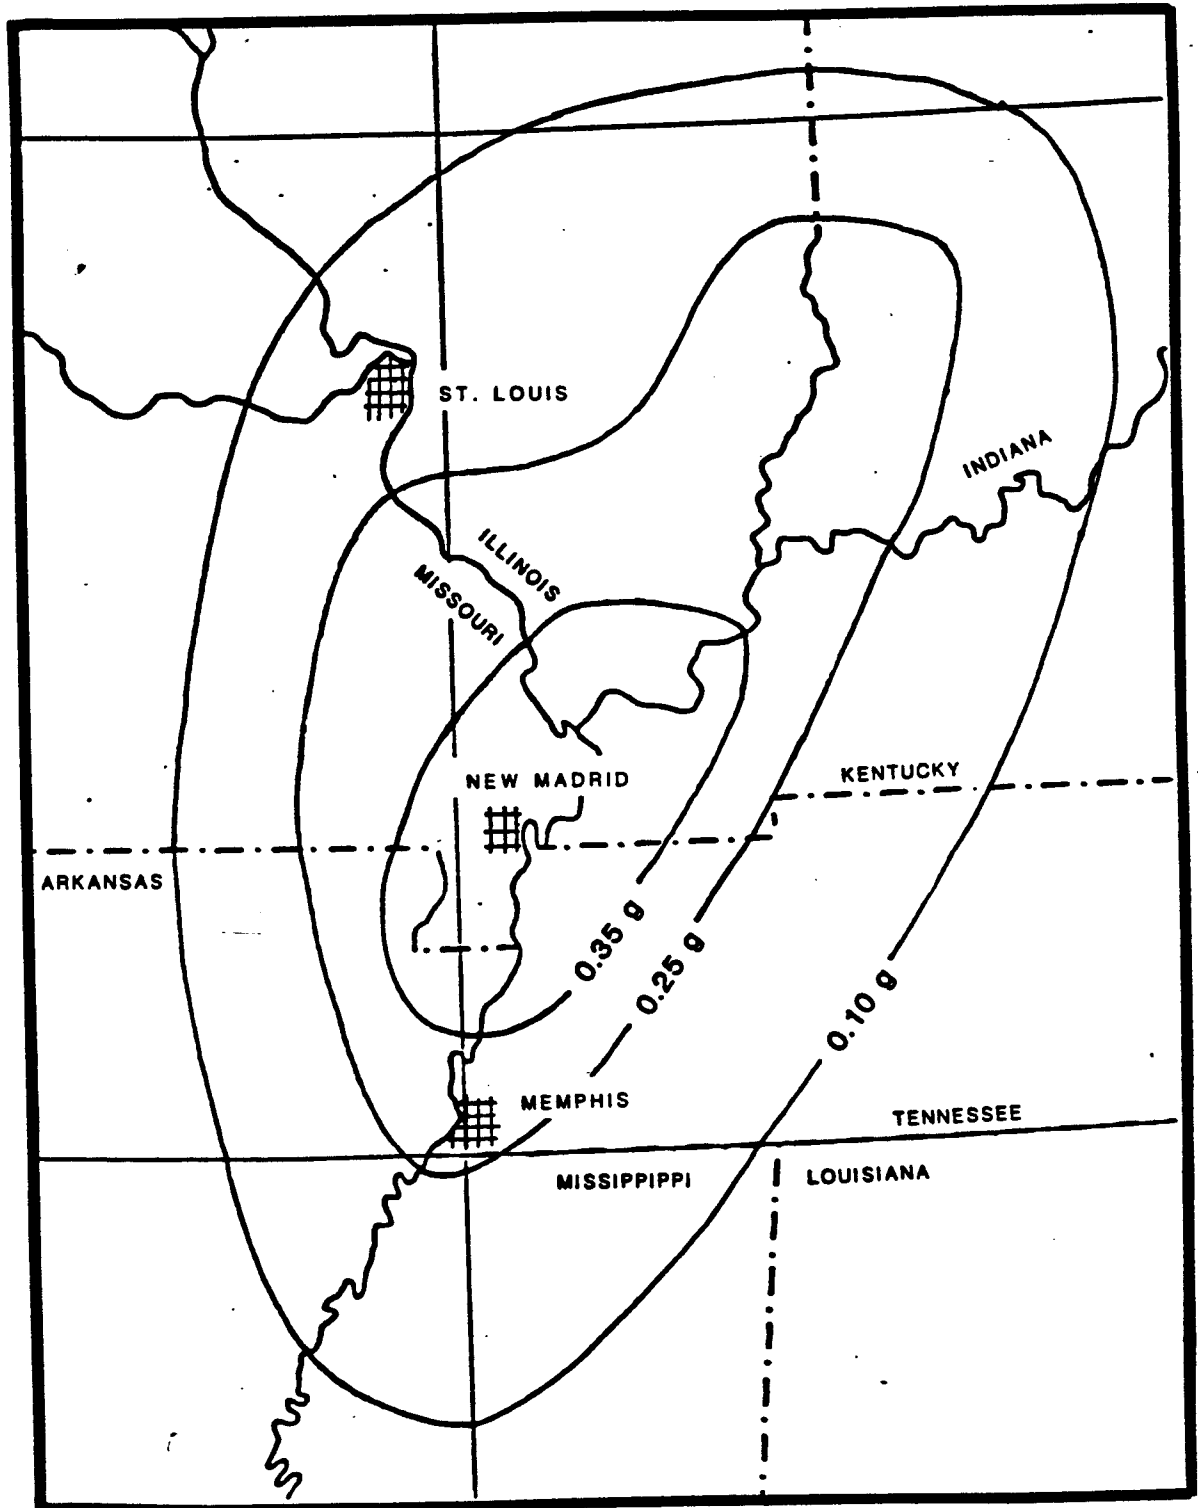 ST. LOUIS
INDIANA
ILLINOIS
MISSOURI
NEW MADRID
KENTUCKY
ARKANSAS
0.35 g
0.25 g
0.10 g
MEMPHIS
TENNESSEE
MISSIPPIPPI
LOUISIANA